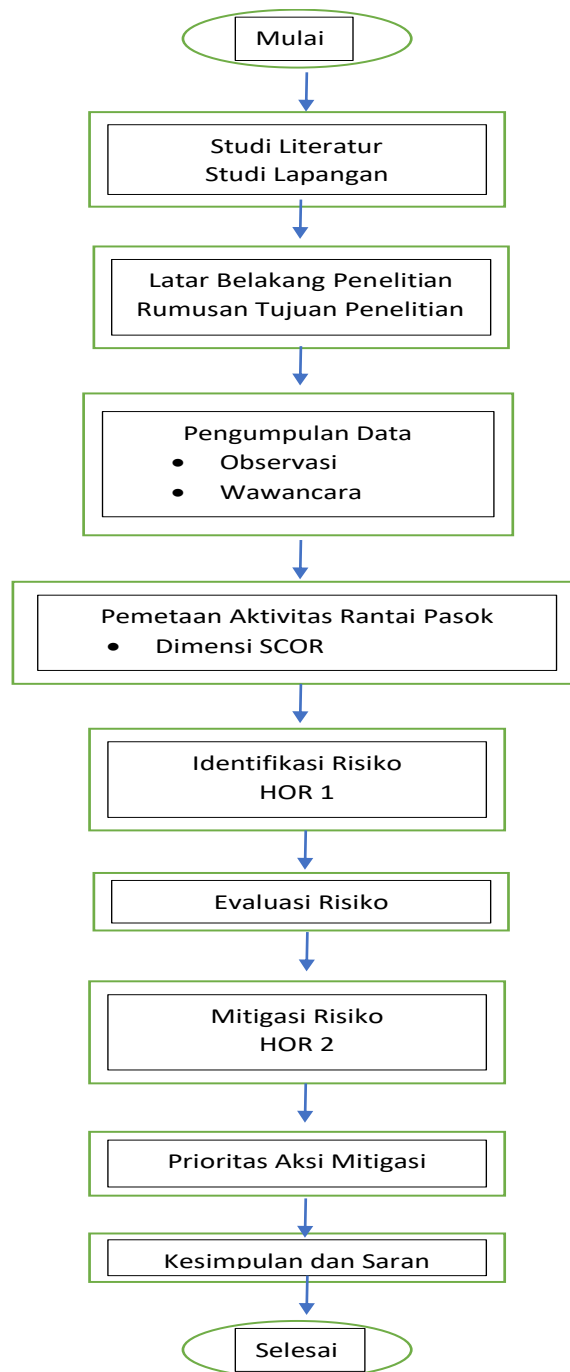 Mulai
Studi Literatur
Studi Lapangan
Latar Belakang Penelitian
Rumusan Tujuan Penelitian
Pengumpulan Data
• Observasi
• Wawancara
Pemetaan Aktivitas Rantai Pasok
• Dimensi SCOR
Identifikasi Risiko
HOR 1
Evaluasi Risiko
Mitigasi Risiko
HOR 2
Prioritas Aksi Mitigasi
Kesimpulan dan Saran
Selesai